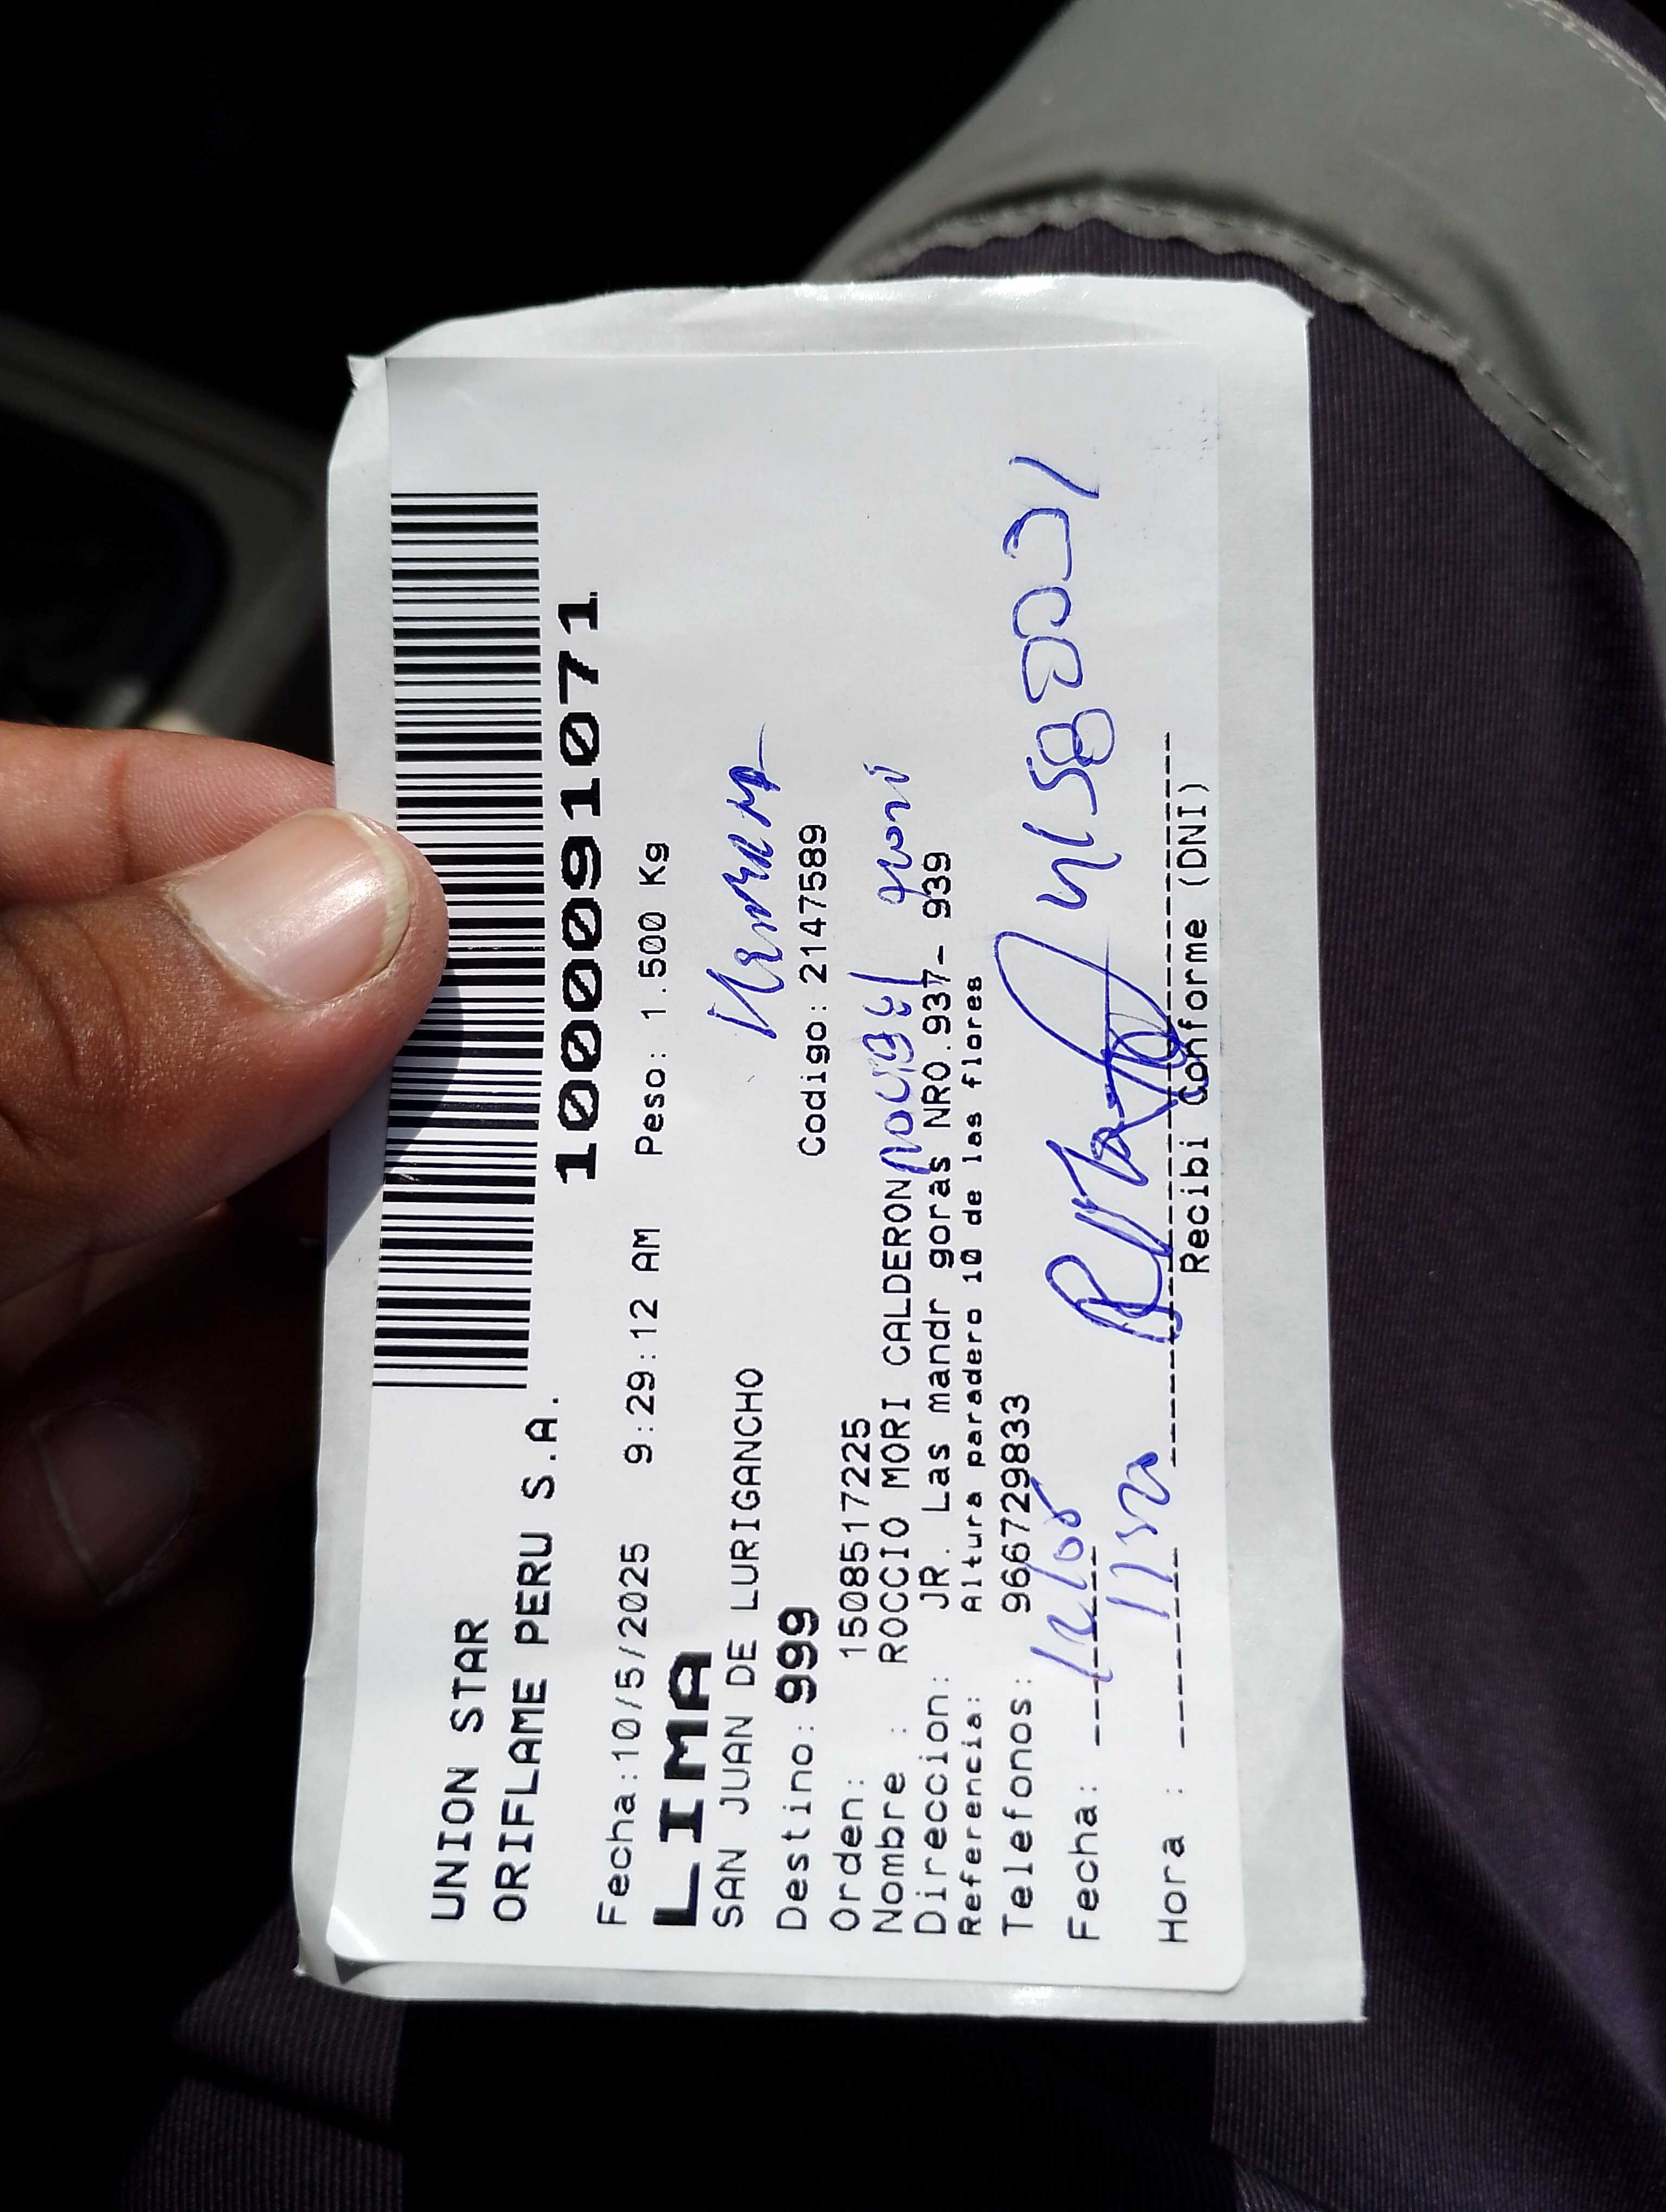 UNION STAR
ORIFLAME PERU S.A.
1000091071
Fecha:10/5/2025 9:29:12 AM Peso: 1.500 Kg
LIMA
SAN JUAN DE LURIGANCHO
Destino: 999 Codigo: 2147589
Orden: 1508517225
Nombre : ROCCIO MORI CALDERON
Direccion: JR. Las mandr goras NRO.937- 939
Referencia: Altura paradero 10 de las flores
Telefonos: 966729833
Fecha:
Hora :
Recibi Conforme (DNI)